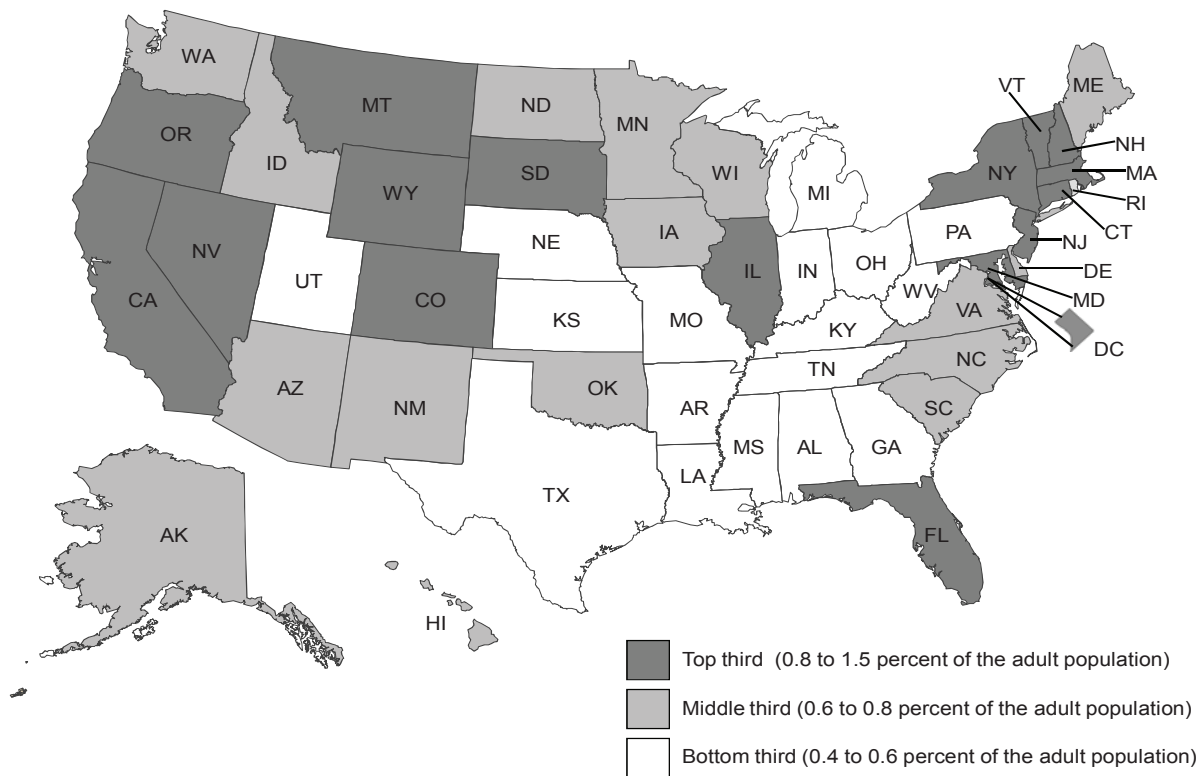 WA
MT
ND
MN
VT
ME
OR
ID
WY
SD
WI
MI
NY
NH
MA
RI
CT
NV
UT
NE
IA
IL
IN
OH
PA
NJ
DE
MD
DC
CA
CO
KS
MO
KY
WV
VA
AZ
NM
OK
AR
TN
NC
SC
TX
LA
MS
AL
GA
FL
AK
HI
Top third (0.8 to 1.5 percent of the adult population)
Middle third (0.6 to 0.8 percent of the adult population)
Bottom third (0.4 to 0.6 percent of the adult population)